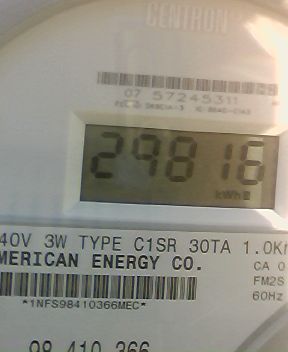 CENTRON
07 57245311
29816
kWh
40V 3W TYPE C1SR 30TA 1.0K
MERICAN ENERGY CO.
CA 0
FM2S
60Hz
*1NFS98410366MEC*
98 410 366